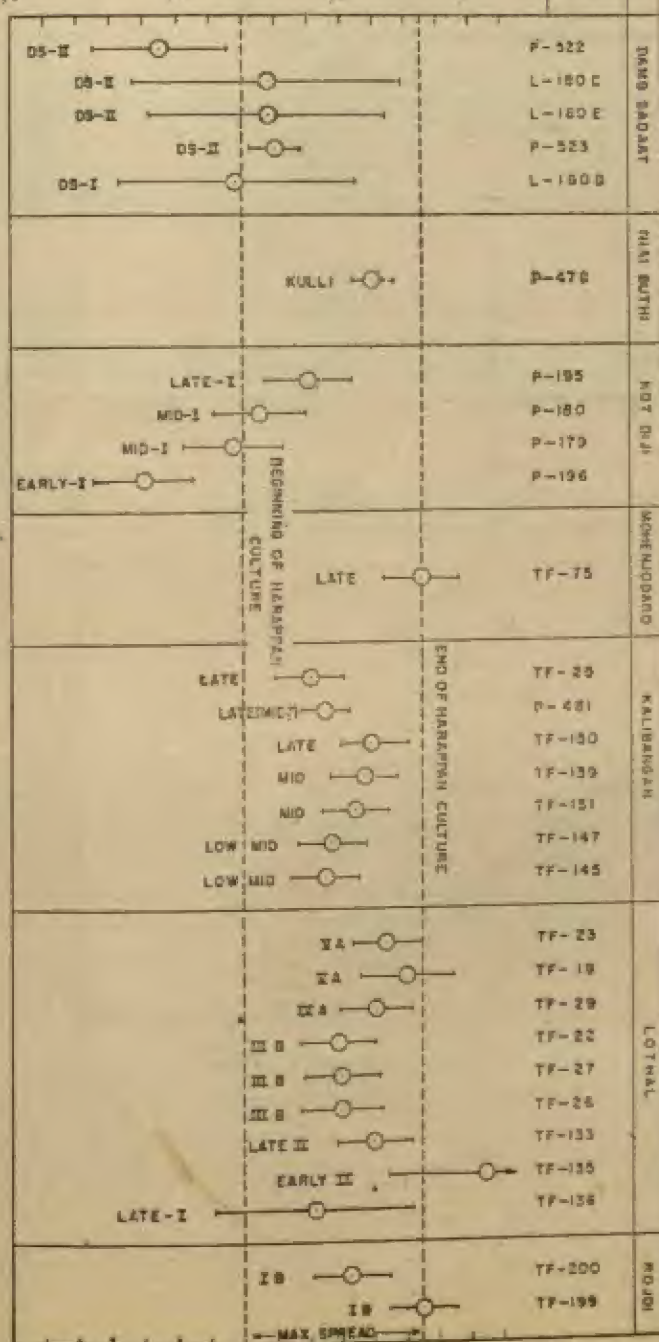 DS-III P-522
DS-II L-180 C
DS-II L-180 E
DS-II P-523
DS-I L-180 B
DAMB SADAAT
KULLI P-478
NIAI BUTHI
LATE-I P-195
MID-I P-180
MID-I P-179
EARLY-I P-196
KOT DIJI
BEGINNING OF HARAPPAN
CULTURE
LATE TF-75
MOHENJODARO
END OF HARAPPAN CULTURE
LATE TF-25
P-481
LATE TF-150
MID TF-139
MID TF-151
LOW MID TF-147
LOW MID TF-145
KALIBANGAN
VA TF-23
VA TF-19
IVA TF-29
III B TF-22
III B TF-27
III B TF-26
LATE II TF-133
EARLY II TF-135
LATE-I TF-136
LOTHAL
I B TF-200
I B TF-199
ROJDI
MAX. SPREAD